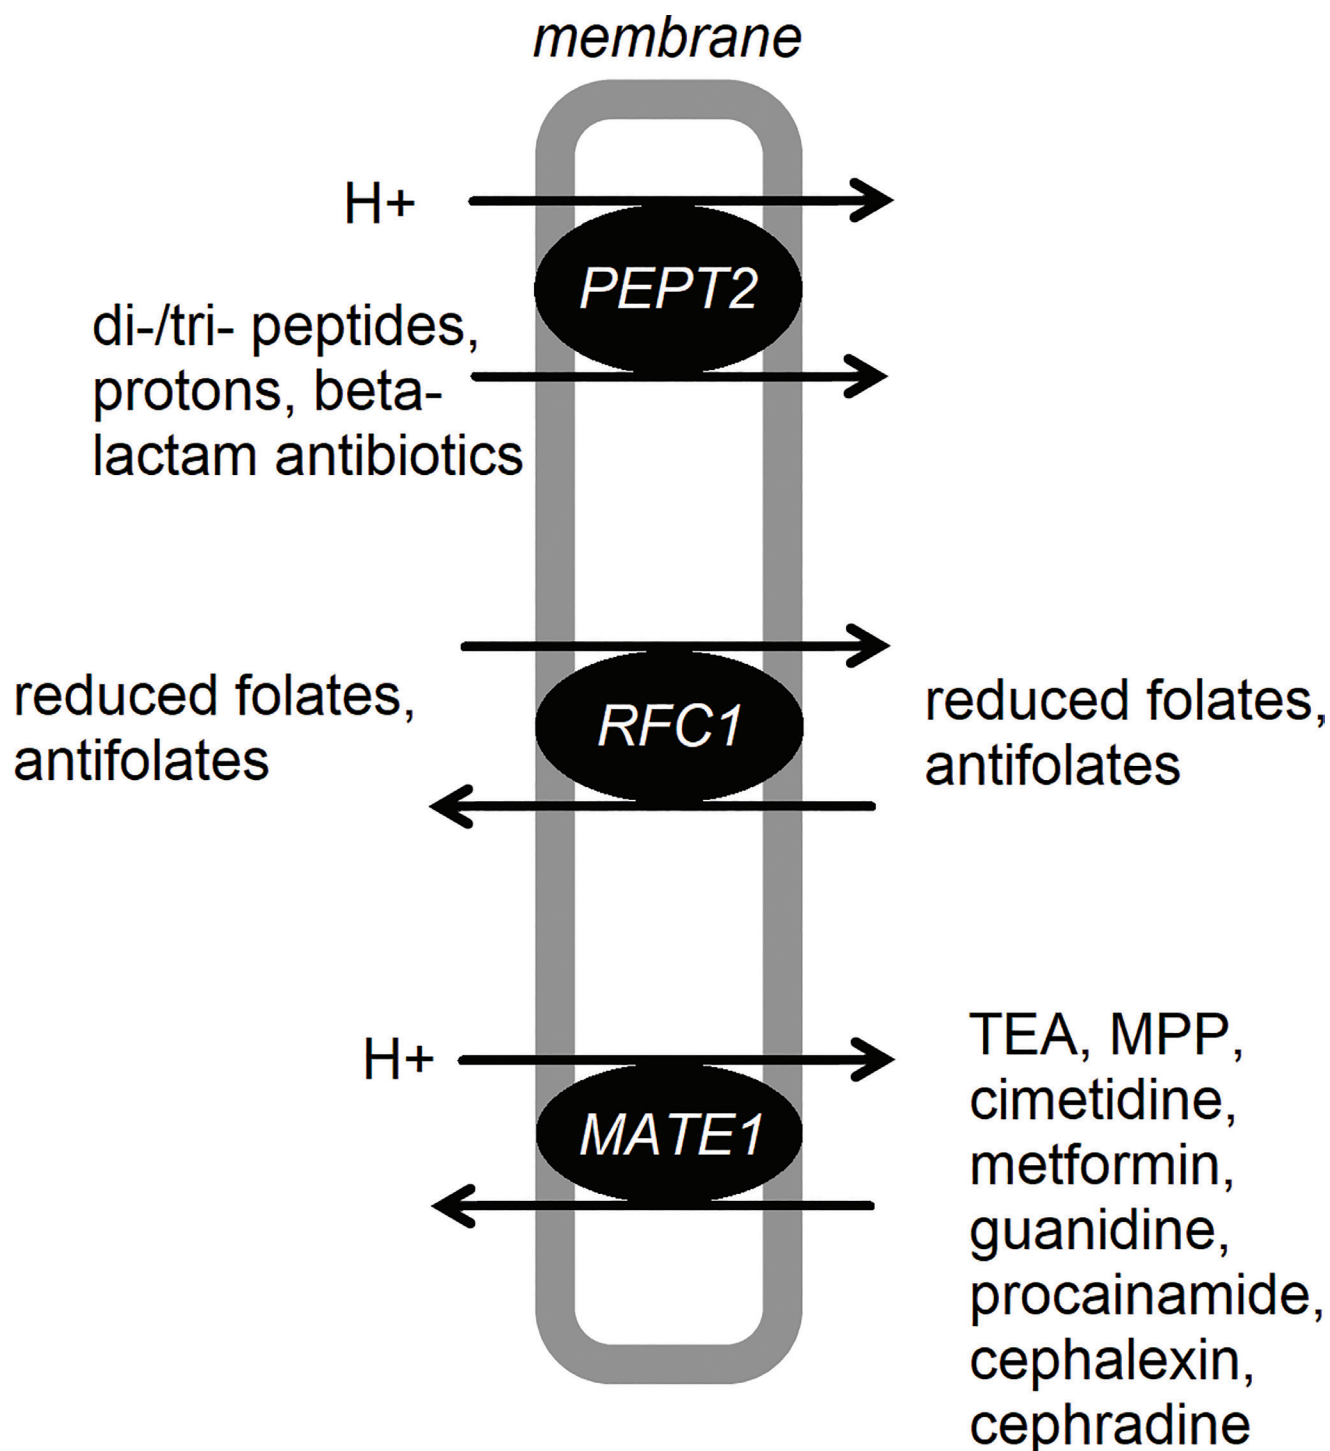 membrane
H+
PEPT2
di-/tri- peptides,
protons, beta-
lactam antibiotics
reduced folates,
antifolates
RFC1
reduced folates,
antifolates
H+
MATE1
TEA, MPP,
cimetidine,
metformin,
guanidine,
procainamide,
cephalexin,
cephradine